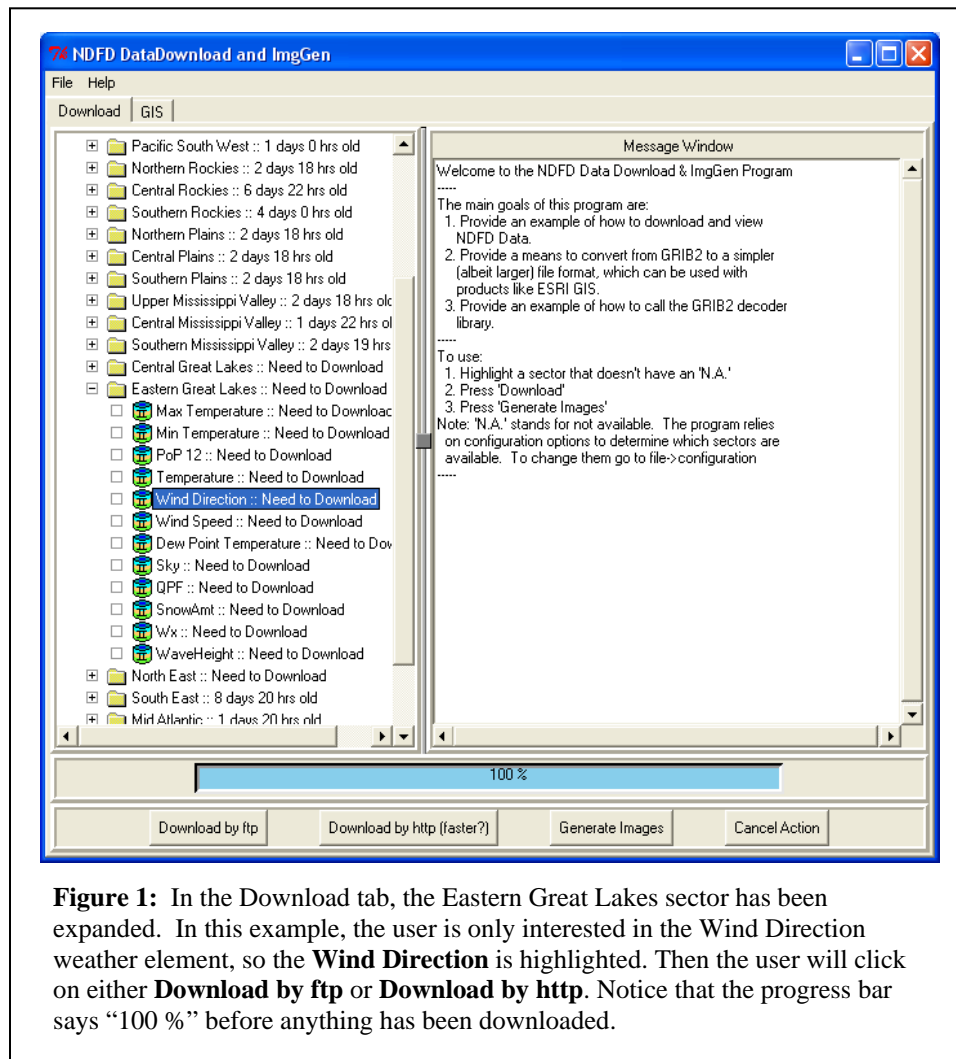 NDFD DataDownload and ImgGen
File Help
Download GIS
Pacific South West :: 1 days 0 hrs old
Northern Rockies :: 2 days 18 hrs old
Central Rockies :: 6 days 22 hrs old
Southern Rockies :: 4 days 0 hrs old
Northern Plains :: 2 days 18 hrs old
Central Plains :: 2 days 18 hrs old
Southern Plains :: 2 days 18 hrs old
Upper Mississippi Valley :: 2 days 18 hrs old
Central Mississippi Valley :: 1 days 22 hrs ol
Southern Mississippi Valley :: 2 days 19 hrs
Central Great Lakes :: Need to Download
Eastern Great Lakes :: Need to Download
Max Temperature :: Need to Downloac
Min Temperature :: Need to Download
PoP 12 :: Need to Download
Temperature :: Need to Download
Wind Direction :: Need to Download
Wind Speed :: Need to Download
Dew Point Temperature :: Need to Dov
Sky :: Need to Download
QPF :: Need to Download
SnowAmt :: Need to Download
Wx :: Need to Download
WaveHeight :: Need to Download
North East :: Need to Download
South East :: 8 days 20 hrs old
Mid Atlantic :: 1 days 20 hrs old
Message Window
Welcome to the NDFD Data Download & ImgGen Program
-----
The main goals of this program are:
1. Provide an example of how to download and view
NDFD Data.
2. Provide a means to convert from GRIB2 to a simpler
(albeit larger) file format, which can be used with
products like ESRI GIS.
3. Provide an example of how to call the GRIB2 decoder
library.
-----
To use:
1. Highlight a sector that doesn't have an 'N.A.'
2. Press 'Download'
3. Press 'Generate Images'
Note: 'N.A.' stands for not available. The program relies
on configuration options to determine which sectors are
available. To change them go to file->configuration
-----
100 %
Download by ftp Download by http (faster?) Generate Images Cancel Action
Figure 1: In the Download tab, the Eastern Great Lakes sector has been
expanded. In this example, the user is only interested in the Wind Direction
weather element, so the Wind Direction is highlighted. Then the user will click
on either Download by ftp or Download by http. Notice that the progress bar
says “100 %” before anything has been downloaded.